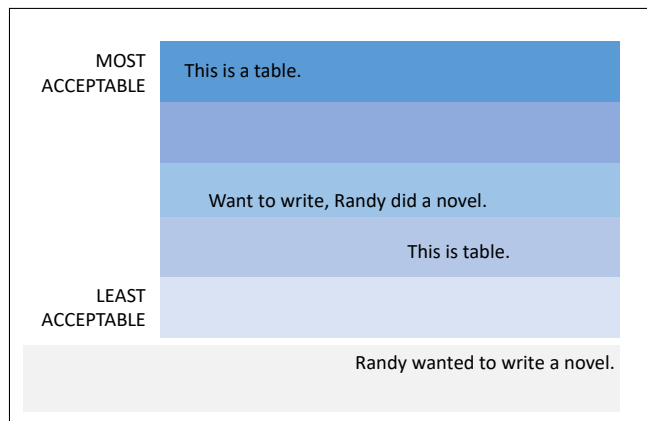 MOST
ACCEPTABLE
This is a table.
Want to write, Randy did a novel.
This is table.
LEAST
ACCEPTABLE
Randy wanted to write a novel.